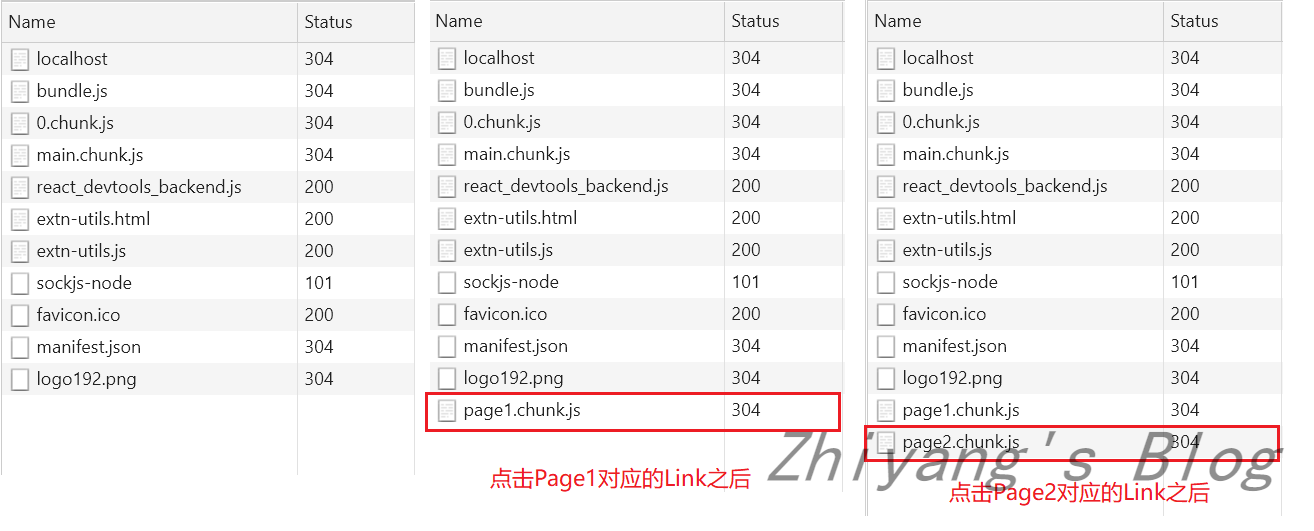 Name Status
localhost 304
bundle.js 304
0.chunk.js 304
main.chunk.js 304
react_devtools_backend.js 200
extn-utils.html 200
extn-utils.js 200
sockjs-node 101
favicon.ico 200
manifest.json 304
logo192.png 304
Name Status
localhost 304
bundle.js 304
0.chunk.js 304
main.chunk.js 304
react_devtools_backend.js 200
extn-utils.html 200
extn-utils.js 200
sockjs-node 101
favicon.ico 200
manifest.json 304
logo192.png 304
page1.chunk.js 304
点击Page1对应的Link之后
Name Status
localhost 304
bundle.js 304
0.chunk.js 304
main.chunk.js 304
react_devtools_backend.js 200
extn-utils.html 200
extn-utils.js 200
sockjs-node 101
favicon.ico 200
manifest.json 304
logo192.png 304
page1.chunk.js 304
page2.chunk.js 304
点击Page2对应的Link之后
Zhiyang's Blog